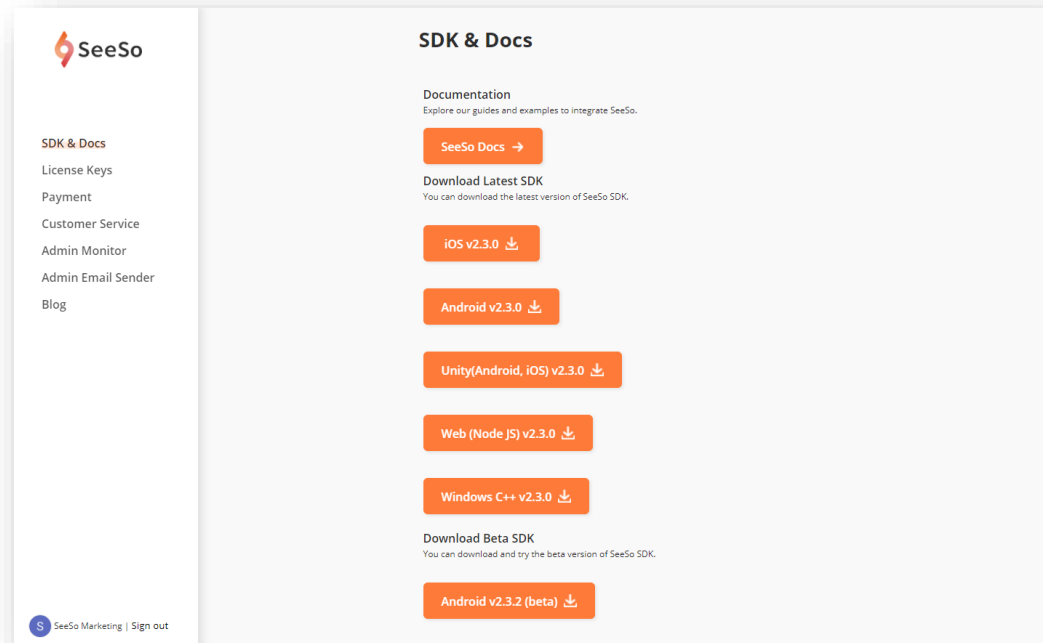 SeeSo
SDK & Docs
License Keys
Payment
Customer Service
Admin Monitor
Admin Email Sender
Blog
S
SeeSo Marketing | Sign out
SDK & Docs
Documentation
Explore our guides and examples to integrate SeeSo.
SeeSo Docs →
Download Latest SDK
You can download the latest version of SeeSo SDK.
iOS v2.3.0
Android v2.3.0
Unity(Android, iOS) v2.3.0
Web (Node JS) v2.3.0
Windows C++ v2.3.0
Download Beta SDK
You can download and try the beta version of SeeSo SDK.
Android v2.3.2 (beta)